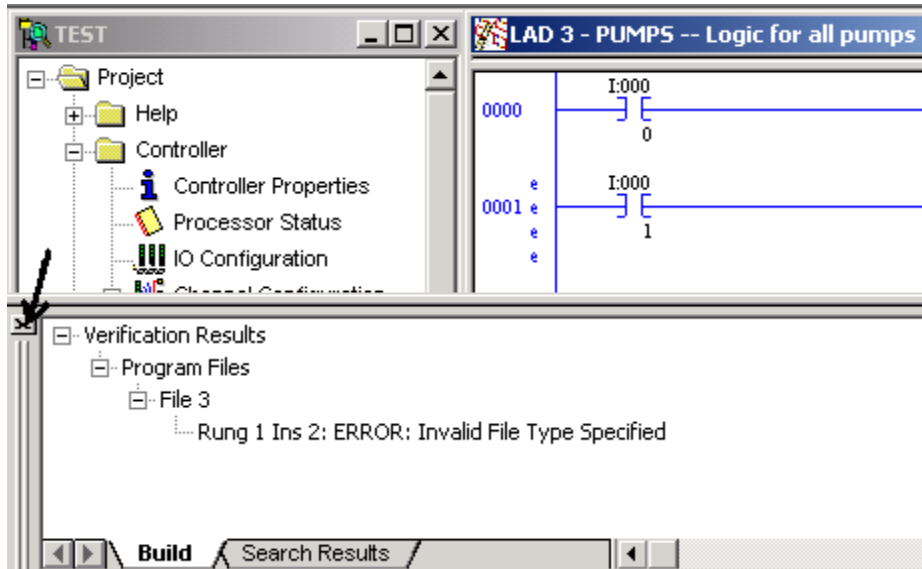 TEST
LAD 3 - PUMPS -- Logic for all pumps
Project
Help
Controller
Controller Properties
Processor Status
IO Configuration
Channel Configuration
I:000
0000
0
e
I:000
0001 e
e
1
e
Verification Results
Program Files
File 3
Rung 1 Ins 2: ERROR: Invalid File Type Specified
Build
Search Results